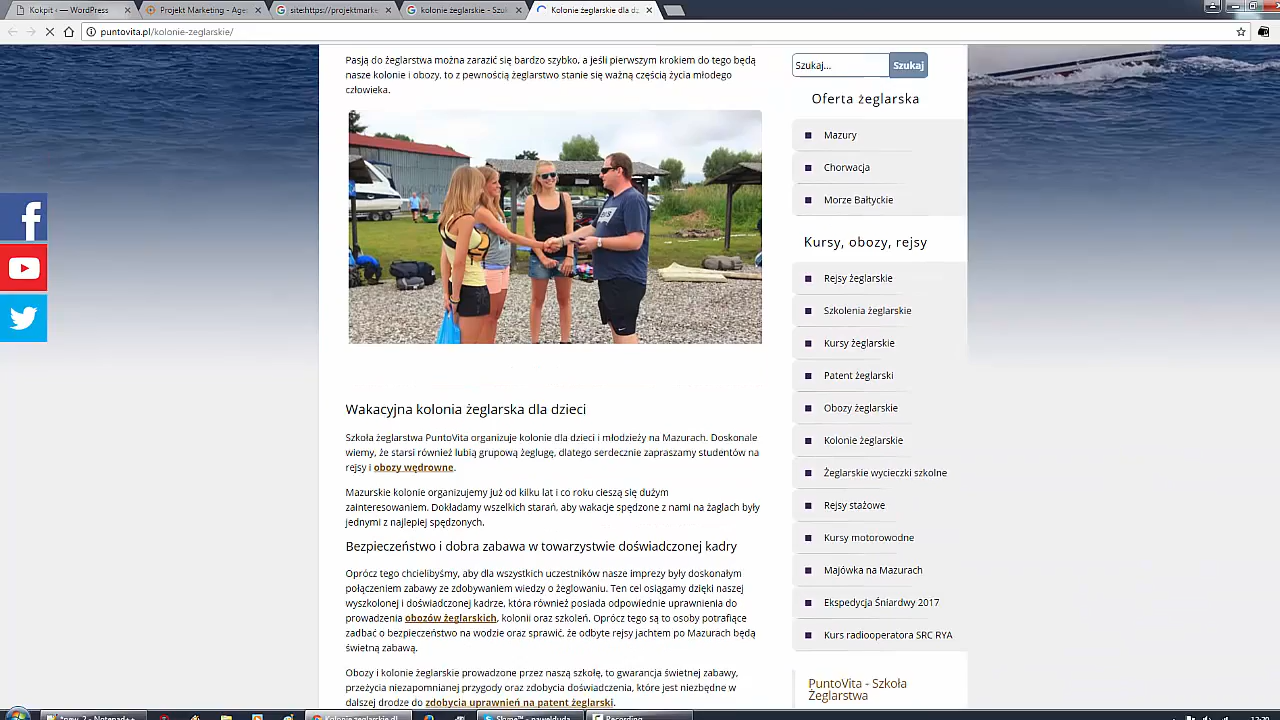 Kokpit ‹ — WordPress
Projekt Marketing - Age
site:https://projektmarke
kolonie żeglarskie - Szu
Kolonie żeglarskie dla dz
puntovita.pl/kolonie-zeglarskie/
Pasją do żeglarstwa można zarazić się bardzo szybko, a jeśli pierwszym krokiem do tego będą
nasze kolonie i obozy, to z pewnością żeglarstwo stanie się ważną częścią życia młodego
człowieka.
Wakacyjna kolonia żeglarska dla dzieci
Szkoła żeglarstwa PuntoVita organizuje kolonie dla dzieci i młodzieży na Mazurach. Doskonale
wiemy, że starsi również lubią grupową żeglugę, dlatego serdecznie zapraszamy studentów na
rejsy i obozy wędrowne.
Mazurskie kolonie organizujemy już od kilku lat i co roku cieszą się dużym
zainteresowaniem. Dokładamy wszelkich starań, aby wakacje spędzone z nami na żaglach były
jednymi z najlepiej spędzonych.
Bezpieczeństwo i dobra zabawa w towarzystwie doświadczonej kadry
Oprócz tego chcielibyśmy, aby dla wszystkich uczestników nasze imprezy były doskonałym
połączeniem zabawy ze zdobywaniem wiedzy o żeglowaniu. Ten cel osiągamy dzięki naszej
wyszkolonej i doświadczonej kadrze, która również posiada odpowiednie uprawnienia do
prowadzenia obozów żeglarskich, kolonii oraz szkoleń. Oprócz tego są to osoby potrafiące
zadbać o bezpieczeństwo na wodzie oraz sprawić, że odbyte rejsy jachtem po Mazurach będą
świetną zabawą.
Obozy i kolonie żeglarskie prowadzone przez naszą szkołę, to gwarancja świetnej zabawy,
przeżycia niezapomnianej przygody oraz zdobycia doświadczenia, które jest niezbędne w
dalszej drodze do zdobycia uprawnień na patent żeglarski.
Szukaj...
Szukaj
Oferta żeglarska
Mazury
Chorwacja
Morze Bałtyckie
Kursy, obozy, rejsy
Rejsy żeglarskie
Szkolenia żeglarskie
Kursy żeglarskie
Patent żeglarski
Obozy żeglarskie
Kolonie żeglarskie
Żeglarskie wycieczki szkolne
Rejsy stażowe
Kursy motorowodne
Majówka na Mazurach
Ekspedycja Śniardwy 2017
Kurs radiooperatora SRC RYA
PuntoVita - Szkoła
Żeglarstwa
Kolonie żeglarskie dl